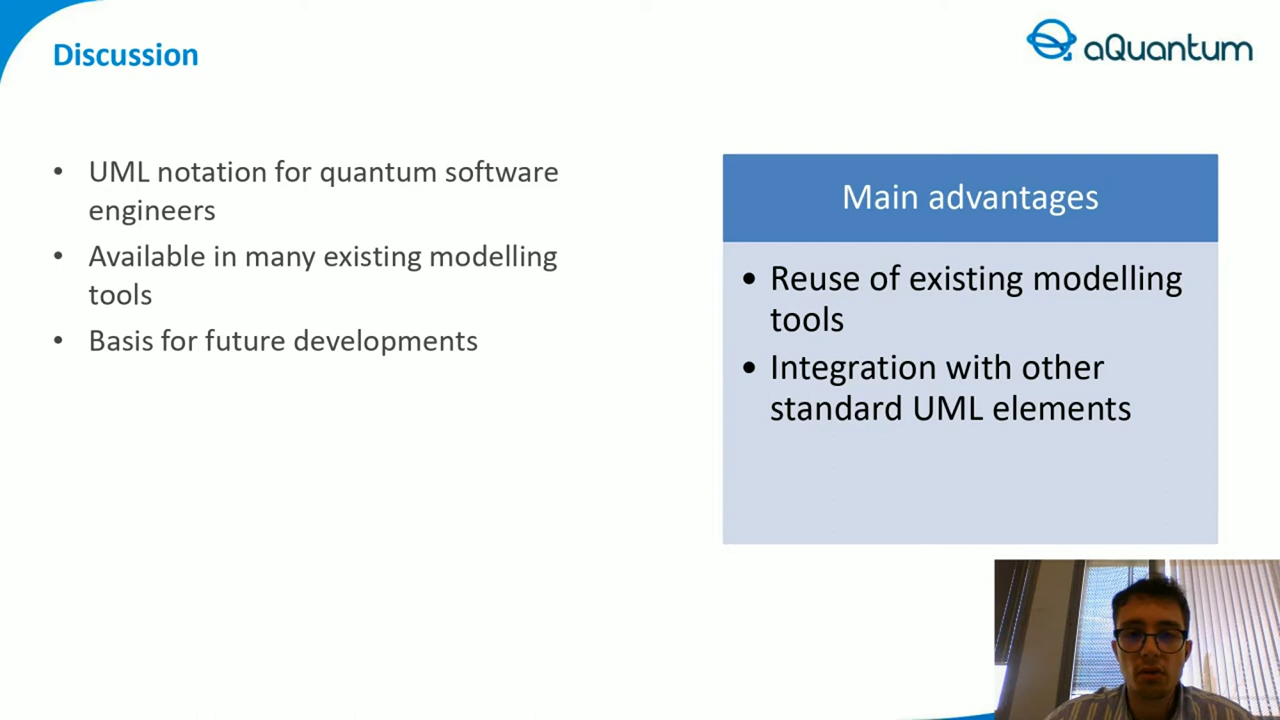 Discussion
aQuantum
• UML notation for quantum software
engineers
• Available in many existing modelling
tools
• Basis for future developments
Main advantages
• Reuse of existing modelling
tools
• Integration with other
standard UML elements